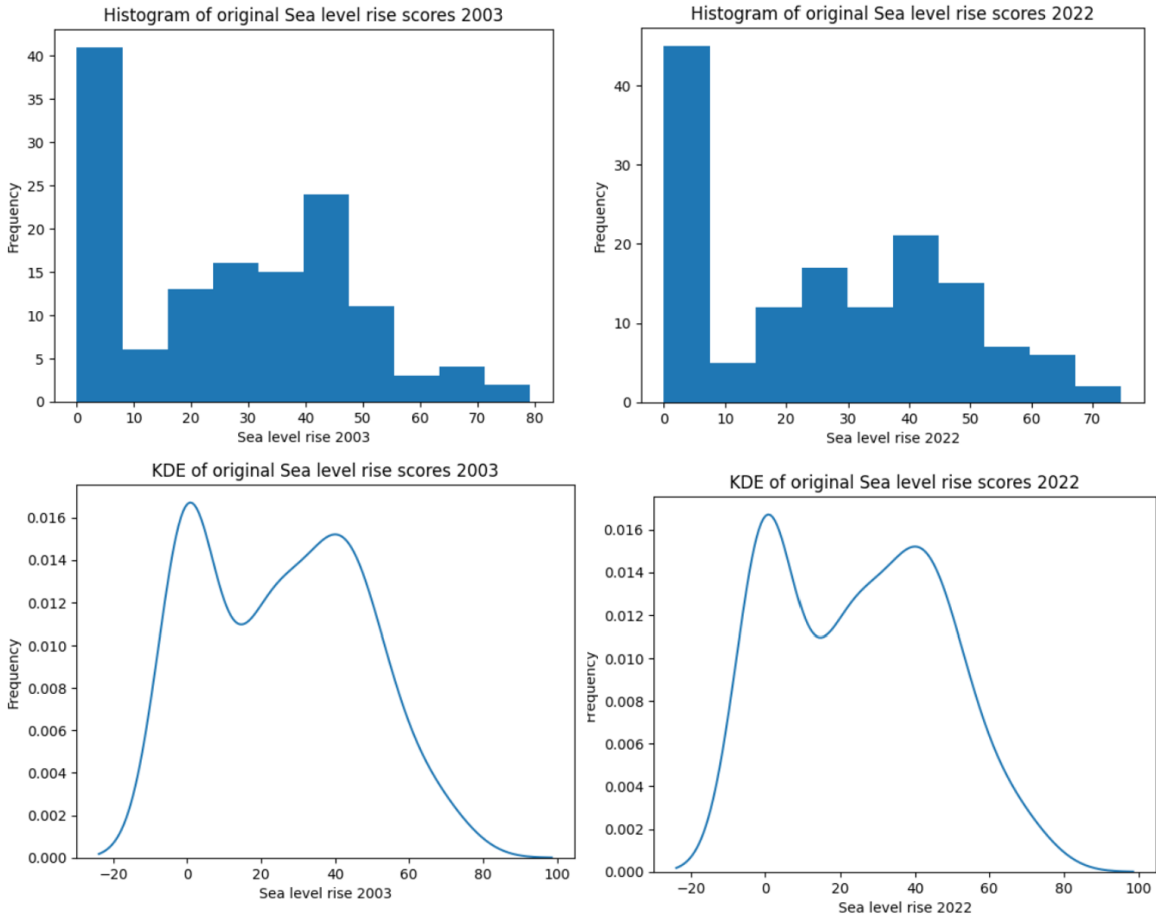 Histogram of original Sea level rise scores 2003
Frequency
40
35
30
25
20
15
10
5
0
0 10 20 30 40 50 60 70 80
Sea level rise 2003
Histogram of original Sea level rise scores 2022
Frequency
40
30
20
10
0
0 10 20 30 40 50 60 70
Sea level rise 2022
KDE of original Sea level rise scores 2003
Frequency
0.016
0.014
0.012
0.010
0.008
0.006
0.004
0.002
0.000
−20 0 20 40 60 80 100
Sea level rise 2003
KDE of original Sea level rise scores 2022
Frequency
0.016
0.014
0.012
0.010
0.008
0.006
0.004
0.002
0.000
−20 0 20 40 60 80 100
Sea level rise 2022